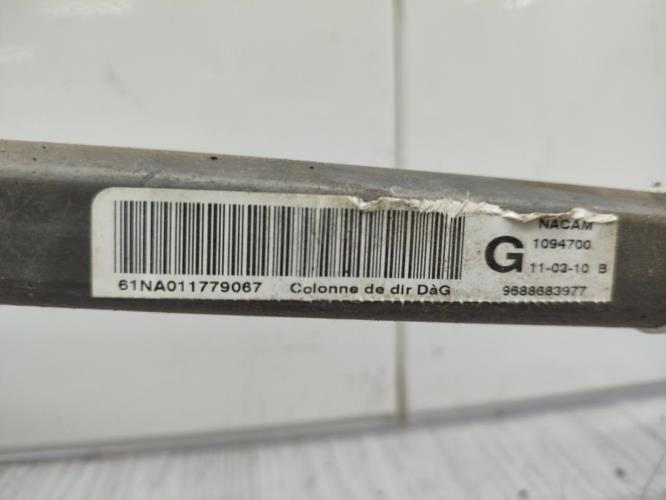 NACAM
G
1094700
11-03-10 B
61NA011779067 Colonne de dir DàG
9688683977